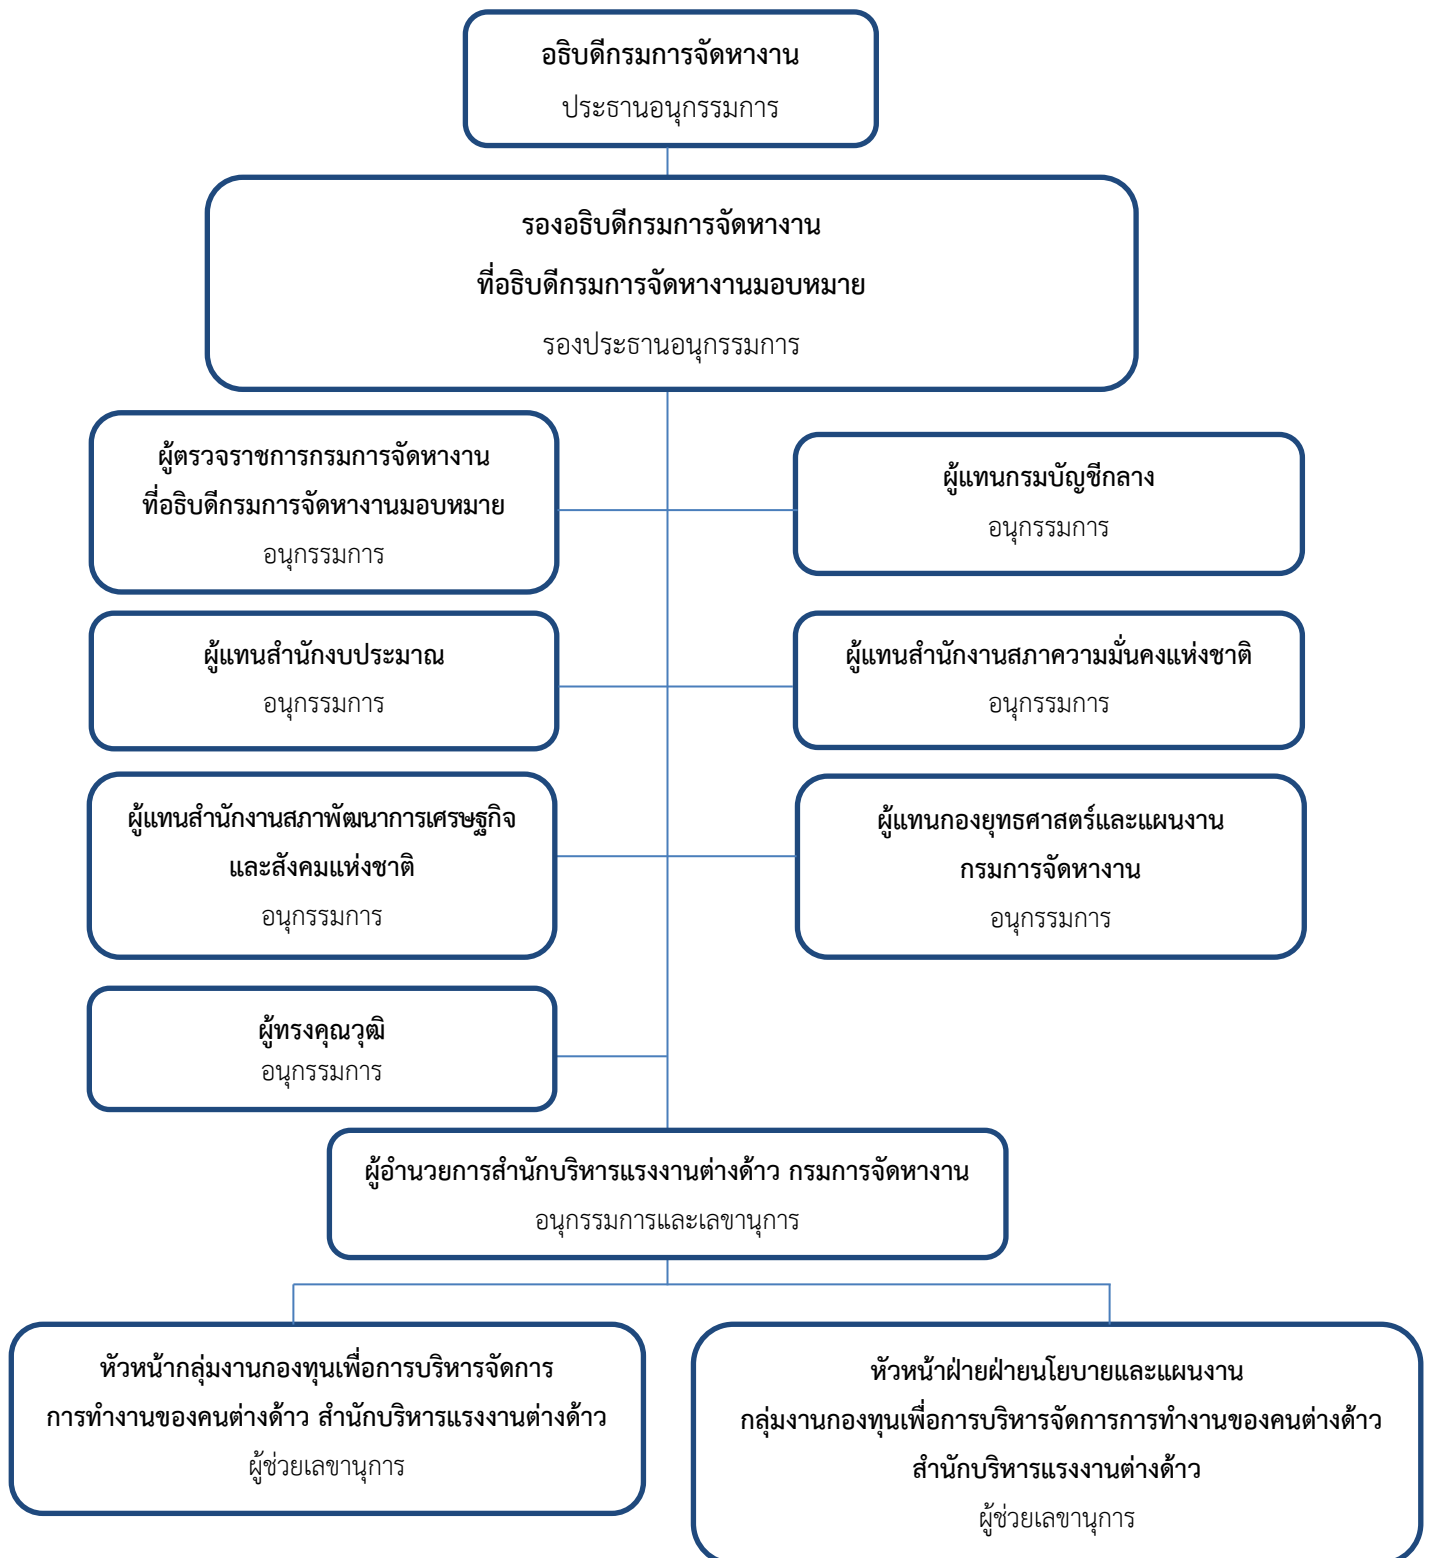 อธิบดีกรมการจัดหางาน
ประธานอนุกรรมการ
รองอธิบดีกรมการจัดหางาน
ที่อธิบดีกรมการจัดหางานมอบหมาย
รองประธานอนุกรรมการ
ผู้ตรวจราชการกรมการจัดหางาน
ที่อธิบดีกรมการจัดหางานมอบหมาย
อนุกรรมการ
ผู้แทนกรมบัญชีกลาง
อนุกรรมการ
ผู้แทนสำนักงบประมาณ
อนุกรรมการ
ผู้แทนสำนักงานสภาความมั่นคงแห่งชาติ
อนุกรรมการ
ผู้แทนสำนักงานสภาพัฒนาการเศรษฐกิจ
และสังคมแห่งชาติ
อนุกรรมการ
ผู้แทนกองยุทธศาสตร์และแผนงาน
กรมการจัดหางาน
อนุกรรมการ
ผู้ทรงคุณวุฒิ
อนุกรรมการ
ผู้อำนวยการสำนักบริหารแรงงานต่างด้าว กรมการจัดหางาน
อนุกรรมการและเลขานุการ
หัวหน้ากลุ่มงานกองทุนเพื่อการบริหารจัดการ
การทำงานของคนต่างด้าว สำนักบริหารแรงงานต่างด้าว
ผู้ช่วยเลขานุการ
หัวหน้าฝ่ายฝ่ายนโยบายและแผนงาน
กลุ่มงานกองทุนเพื่อการบริหารจัดการการทำงานของคนต่างด้าว
สำนักบริหารแรงงานต่างด้าว
ผู้ช่วยเลขานุการ